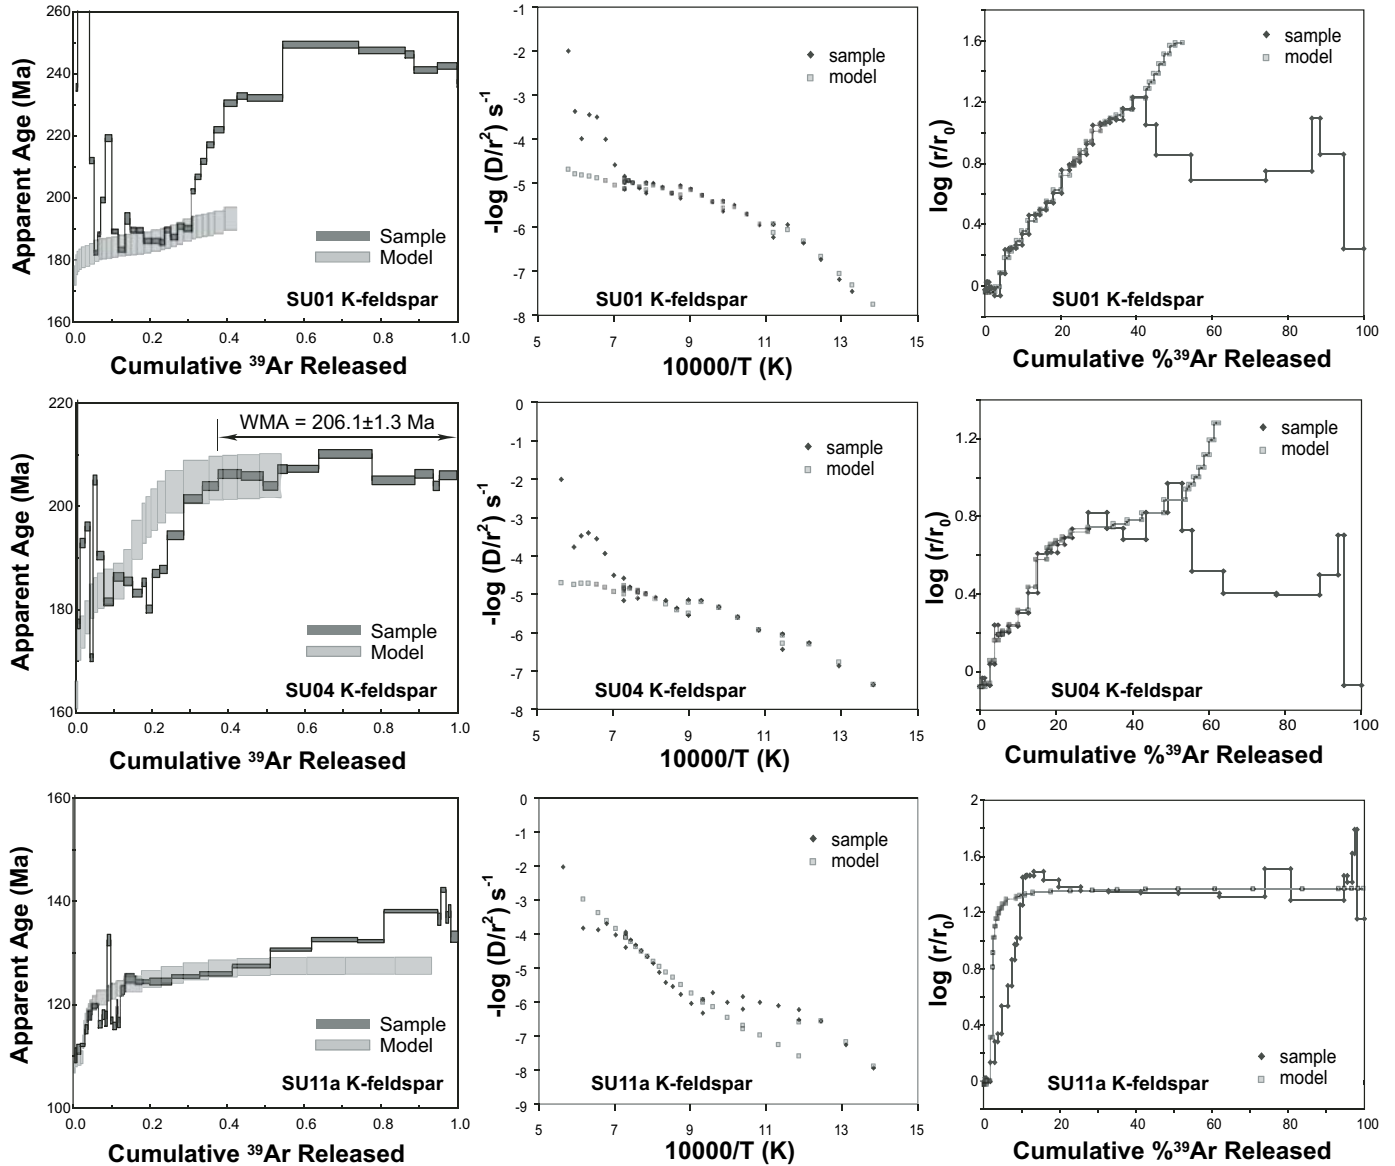 260
240
220
200
180
160
0.0
0.2
0.4
0.6
0.8
1.0
Apparent Age (Ma)
Cumulative ³⁹Ar Released
Sample
Model
SU01 K-feldspar
-1
-2
-3
-4
-5
-6
-7
-8
5
7
9
11
13
15
-log (D/r²) s⁻¹
10000/T (K)
sample
model
SU01 K-feldspar
1.6
1.2
0.8
0.4
0
0
20
40
60
80
100
log (r/r₀)
Cumulative %³⁹Ar Released
sample
model
SU01 K-feldspar
220
200
180
160
0.0
0.2
0.4
0.6
0.8
1.0
Apparent Age (Ma)
Cumulative ³⁹Ar Released
WMA = 206.1±1.3 Ma
Sample
Model
SU04 K-feldspar
0
-1
-2
-3
-4
-5
-6
-7
-8
5
7
9
11
13
15
-log (D/r²) s⁻¹
10000/T (K)
sample
model
SU04 K-feldspar
1.2
0.8
0.4
0
0
20
40
60
80
100
log (r/r₀)
Cumulative %³⁹Ar Released
sample
model
SU04 K-feldspar
160
140
120
100
0.0
0.2
0.4
0.6
0.8
1.0
Apparent Age (Ma)
Cumulative ³⁹Ar Released
Sample
Model
SU11a K-feldspar
0
-1
-2
-3
-4
-5
-6
-7
-8
-9
5
7
9
11
13
15
-log (D/r²) s⁻¹
10000/T (K)
sample
model
SU11a K-feldspar
2
1.6
1.2
0.8
0.4
0
0
20
40
60
80
100
log (r/r₀)
Cumulative %³⁹Ar Released
sample
model
SU11a K-feldspar